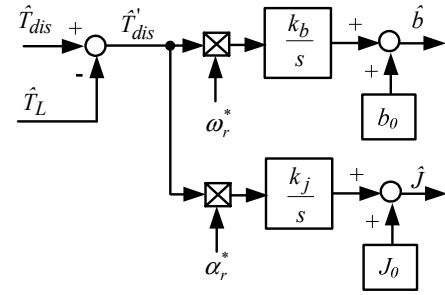 T̂_dis + T̂'_dis k_b/s + b̂
- +
T̂_L ω_r^* b_0
k_j/s + Ĵ
+
α_r^* J_0